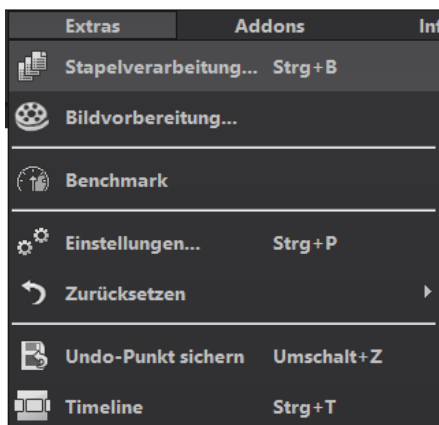 Extras Addons
Stapelverarbeitung... Strg+B
Bildvorbereitung...
Benchmark
Einstellungen... Strg+P
Zurücksetzen
Undo-Punkt sichern Umschalt+Z
Timeline Strg+T